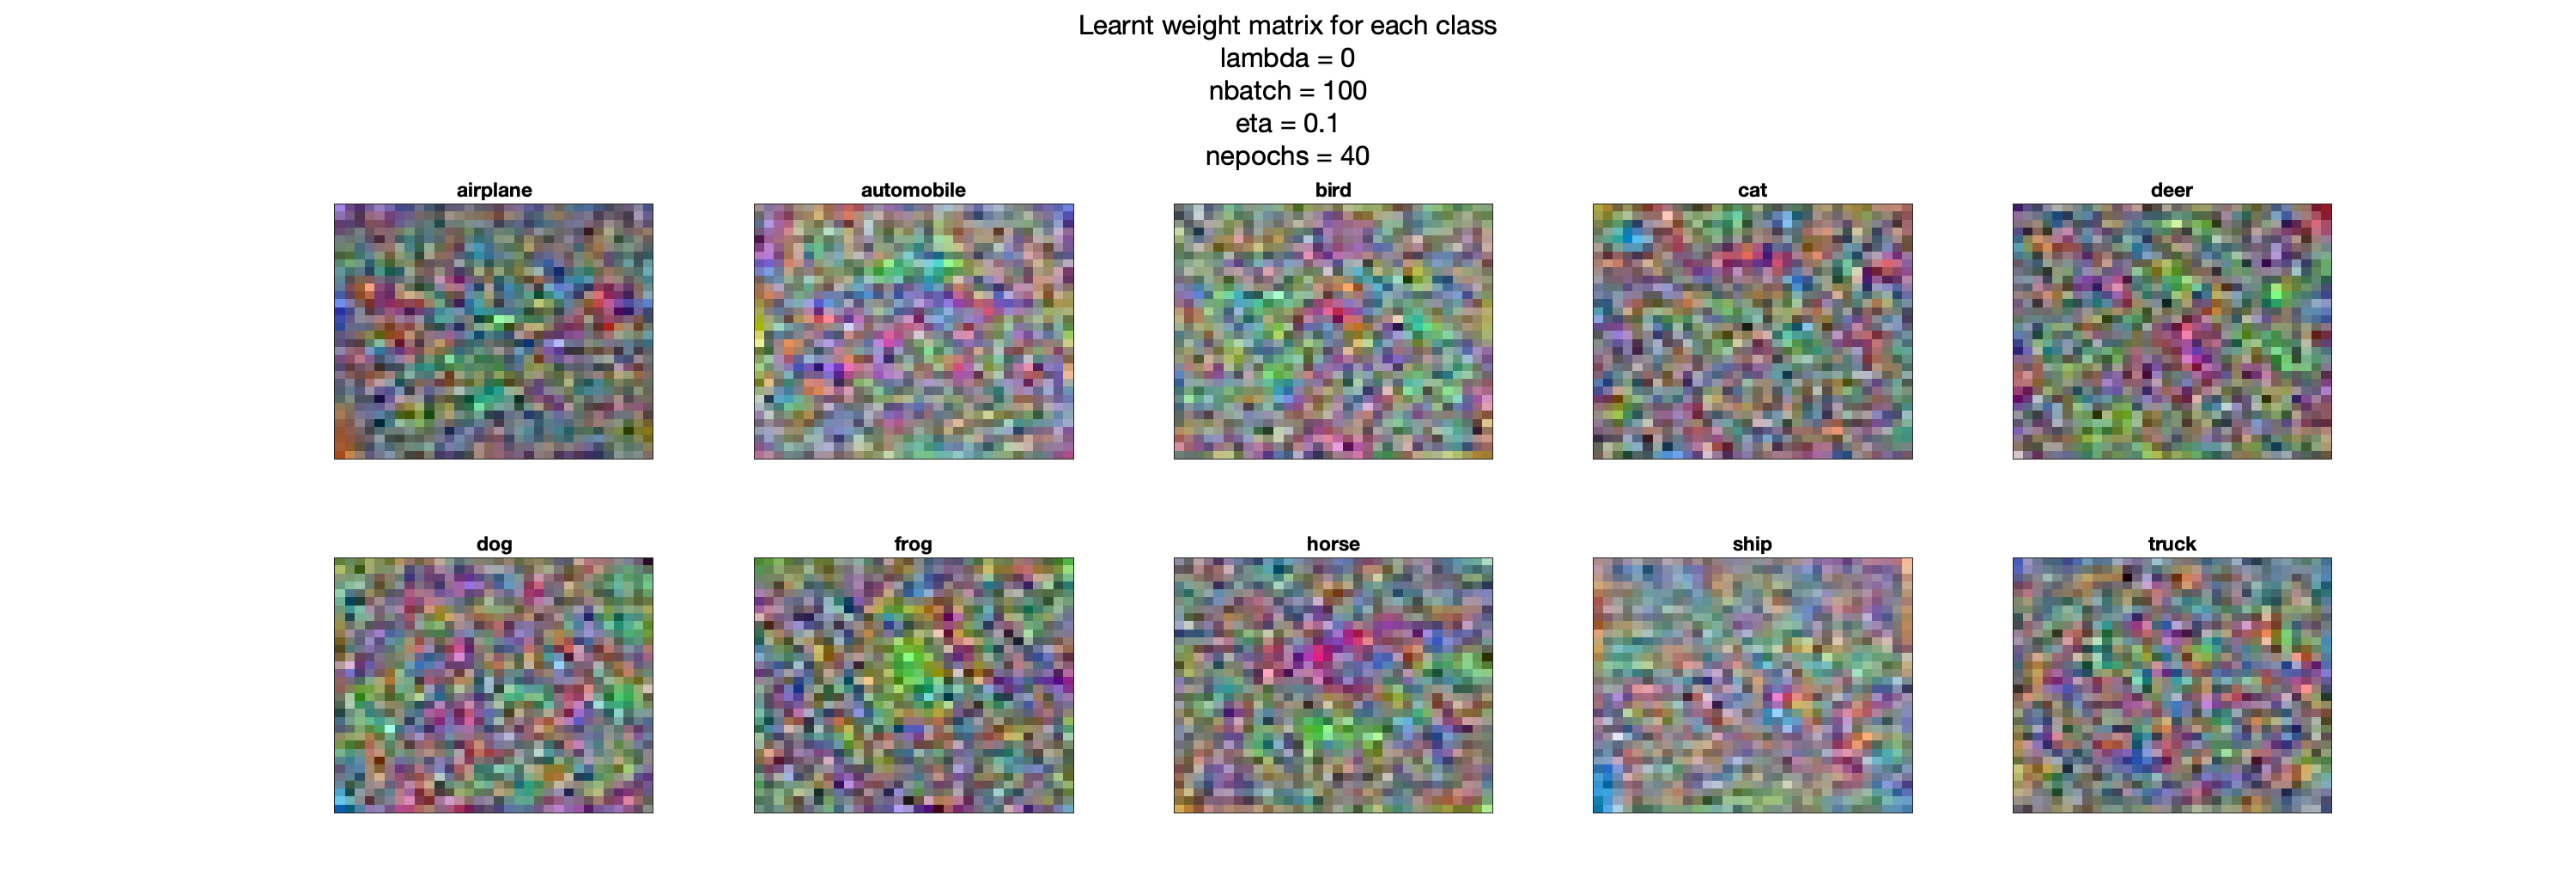 Learnt weight matrix for each class
lambda = 0
nbatch = 100
eta = 0.1
nepochs = 40
airplane
automobile
bird
cat
deer
dog
frog
horse
ship
truck